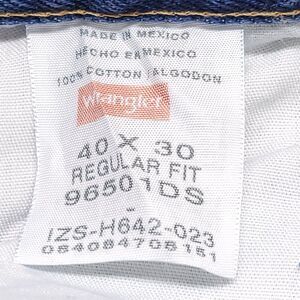 MADE IN MEXICO
HECHO EN MEXICO
100% COTTON/ALGODON
Wrangler
40 X 30
REGULAR FIT
96501DS
IZS-H642-023
084084708151